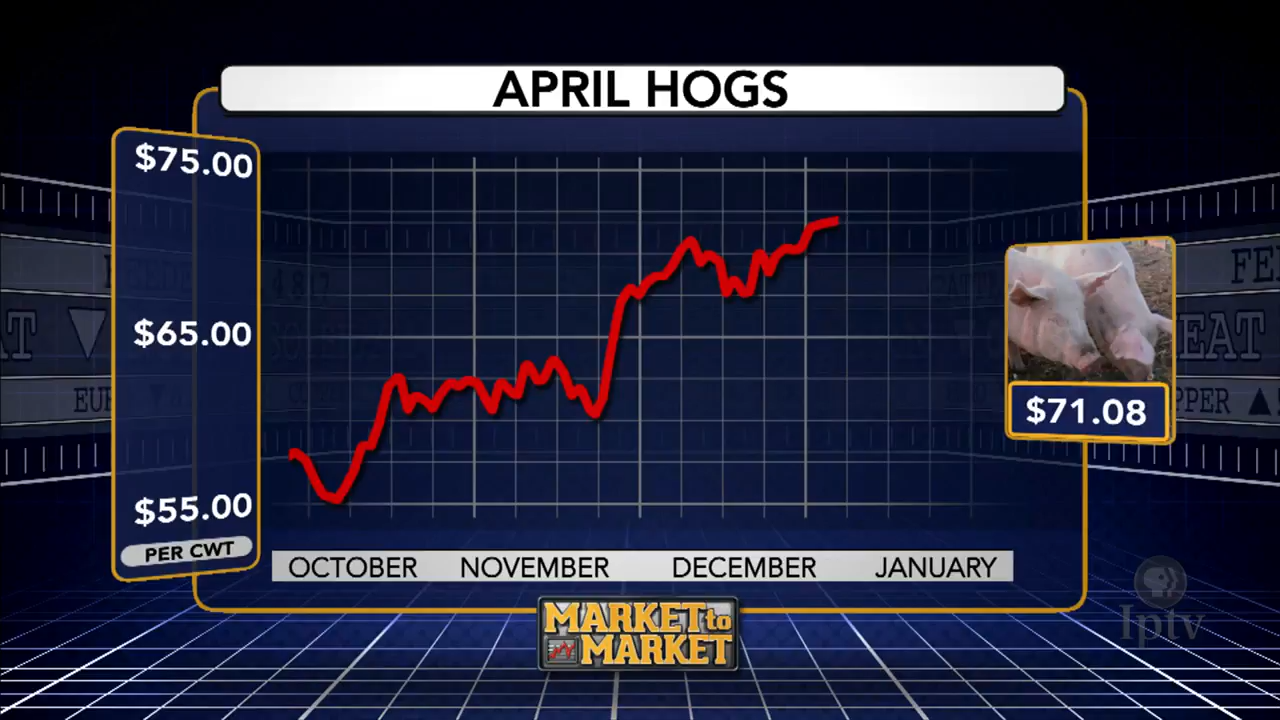 APRIL HOGS
$75.00
$65.00
$55.00
PER CWT
OCTOBER NOVEMBER DECEMBER JANUARY
$71.08
MARKET to
MARKET
Iptv